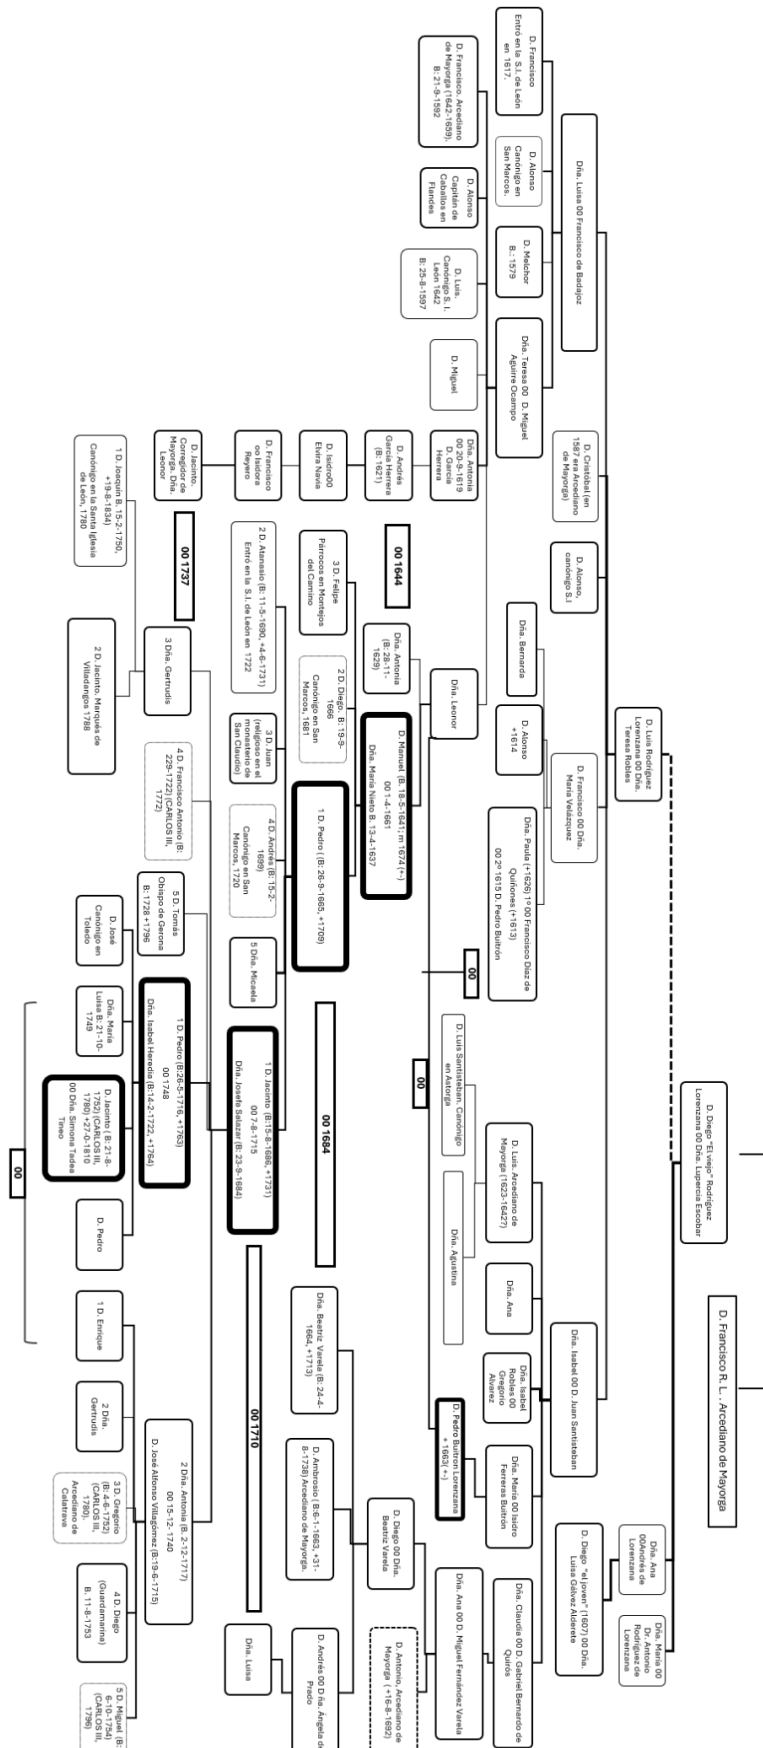 D. Francisco R. L. . Arcediano de Mayorga
D. Diego "El viejo" Rodríguez
Lorenzana 00 Dña. Lupercia Escobar
D. Luis Rodríguez
Lorenzana 00 Dña.
Teresa Robles
Dña. Ana
00Andrés de
Lorenzana
Dña. María 00
Dr. Antonio
Rodríguez de
Lorenzana
Dña. Luisa 00 Francisco de Badajoz
D. Cristóbal (en
1587 era Arcediano
de Mayorga)
D. Alonso,
canónigo S.I
D. Francisco 00 Dña.
María Velázquez
Dña. Isabel 00 D. Juan Santisteban
D. Diego "el joven" (1607) 00 Dña.
Luisa Gálvez Alderete
D. Francisco
Entró en la S.I. de León
en 1617.
D. Alonso
Canónigo en
San Marcos.
D. Melchor
B.: 1579
Dña. Teresa 00 D. Miguel
Aguirre Ocampo
Dña. Bernarda
D. Alonso
+1614
Dña. Paula (+1626) 1º 00 Francisco Díaz de
Quiñones (+1613)
00 2º 1615 D. Pedro Buitrón
D. Luis. Arcediano de
Mayorga (1623-1642?)
Dña. Ana
Dña. Isabel
Robles 00
Gregorio
Alvarez
Dña. María 00 Isidro
Ferreras Buitrón
Dña. Claudia 00 D. Gabriel Bernardo de
Quirós
D. Francisco. Arcediano
de Mayorga (1642-1659).
B: 21-9-1592
D. Alonso
Capitán de
Caballos en
Flandes
D. Luis.
Canónigo S. I.
León 1642
B: 25-8-1597
D. Miguel
Dña. Antonia
00 20-9-1619
D. García
Herrera
Dña. Leonor
00
D. Luis Santisteban. Canónigo
en Astorga
Dña. Agustina
D. Pedro Buitron Lorenzana
+ 1663( +-)
Dña. Ana 00 D. Miguel Fernández Varela
D. Andrés
García Herrera
(B: 1621)
00 1644
Dña. Antonia
(B: 28-11-
1629)
D. Manuel (B. 18-5-1641; m 1674 (+-)
00 1-4-1661
Dña. María Nieto B. 13-4-1637
00
D. Diego 00 Dña.
Beatriz Varela
D. Antonio, Arcediano de
Mayorga ( +16-8-1692)
D. Isidro00
Elvira Navia
3 D. Felipe
Párrocos en Montejos
del Camino
2 D. Diego. B: 19-9-
1666
Canónigo en San
Marcos, 1681
1 D. Pedro ( (B: 26-9-1665, +1709)
00 1684
Dña. Beatriz Varela (B: 24-4-
1664, +1713)
D. Ambrosio ( B:6-1-1663, +31-
8-1738) Arcediano de Mayorga.
D. Andrés 00 D ña. Ángela de
Prado
D. Francisco
oo Isidora
Reyero
2 D. Atanasio (B: 11-5-1690, +4-6-1731)
Entró en la S.I. de León en 1722
3 D. Juan
(religioso en el
monasterio de
San Claudio)
4 D. Andrés (B: 15-2-
1699)
Canónigo en San
Marcos, 1720
5 Dña. Micaela
1 D. Jacinto (B:15-8-1686, +1731)
00 7-8-1715
Dña. Josefa Salazar (B: 23-9-1684)
00 1710
Dña. Luisa
D. Jacinto.
Corregidor de
Mayorga. Dña.
Leonor
00 1737
3 Dña. Gertrudis
4 D. Francisco Antonio (B:
229-1722) (CARLOS III,
1772)
5 D. Tomás
Obispo de Gerona
B: 1728 +1796
1 D. Pedro (B:26-5-1716, +1763)
00 1748
Dña. Isabel Heredia (B:14-2-1722, +1764)
2 Dña. Antonia (B. 2-12-1717)
00 15-12- 1740
D. José Alfonso Villagómez (B:19-6-1715)
1 D. Joaquín B. 15-2-1750,
+19-8-1834)
Canónigo en la Santa Iglesia
de León, 1780
2 D. Jacinto. Marqués de
Villadangos 1788
D. José
Canónigo en
Toledo
Dña. María
Luisa B: 21-10-
1749
D. Jacinto ( B: 21-8-
1752) (CARLOS III,
1780) +27-0-1810
00 Dña. Simona Tadea
Tineo
D. Pedro
1 D. Enrique
2 Dña.
Gertrudis
3 D. Gregorio
(B: 4-6-1752)
(CARLOS III,
1780).
Arcediano de
Calatrava
4 D. Diego
(Guardamarina)
B. 11-8-1753
5 D. Miguel (B:
6-10-1754)
(CARLOS III,
1796)
00